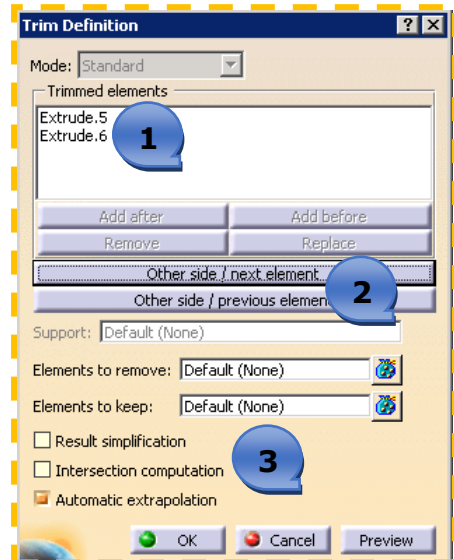 Trim Definition
Mode: Standard
Trimmed elements
Extrude.5
Extrude.6
1
Add after Add before
Remove Replace
Other side / next element
2
Other side / previous element
Support: Default (None)
Elements to remove: Default (None)
Elements to keep: Default (None)
Result simplification
3
Intersection computation
Automatic extrapolation
OK Cancel Preview